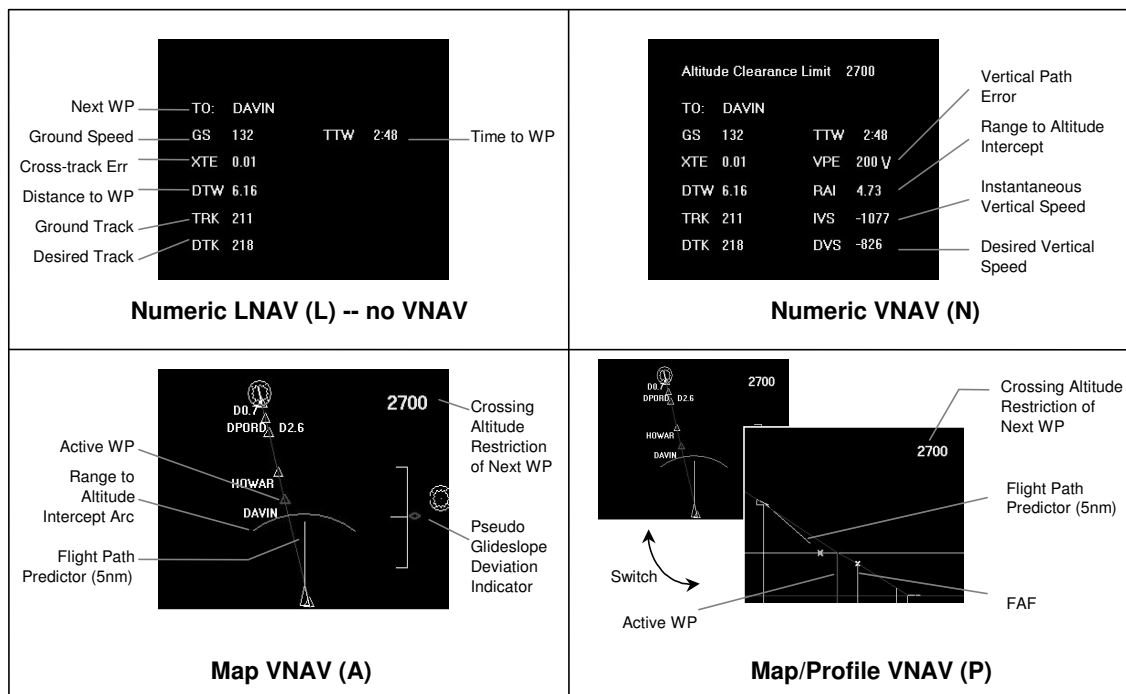 Next WP
Ground Speed
Cross-track Err
Distance to WP
Ground Track
Desired Track
TO: DAVIN
GS 132 TTW 2:48
XTE 0.01
DTW 6.16
TRK 211
DTK 218
Time to WP
Numeric LNAV (L) -- no VNAV
Altitude Clearance Limit 2700
TO: DAVIN
GS 132 TTW 2:48
XTE 0.01 VPE 200 V
DTW 6.16 RAI 4.73
TRK 211 IVS -1077
DTK 218 DVS -826
Vertical Path
Error
Range to Altitude
Intercept
Instantaneous
Vertical Speed
Desired Vertical
Speed
Numeric VNAV (N)
Active WP
Range to
Altitude
Intercept Arc
Flight Path
Predictor (5nm)
D0.7
DPORD D2.6
HOWAR
DAVIN
2700
Crossing
Altitude
Restriction
of Next WP
Pseudo
Glideslope
Deviation
Indicator
Map VNAV (A)
D0.7
DPORD D2.6
HOWAR
DAVIN
2700
2700
Switch
Active WP
Crossing Altitude
Restriction of
Next WP
Flight Path
Predictor (5nm)
FAF
Map/Profile VNAV (P)